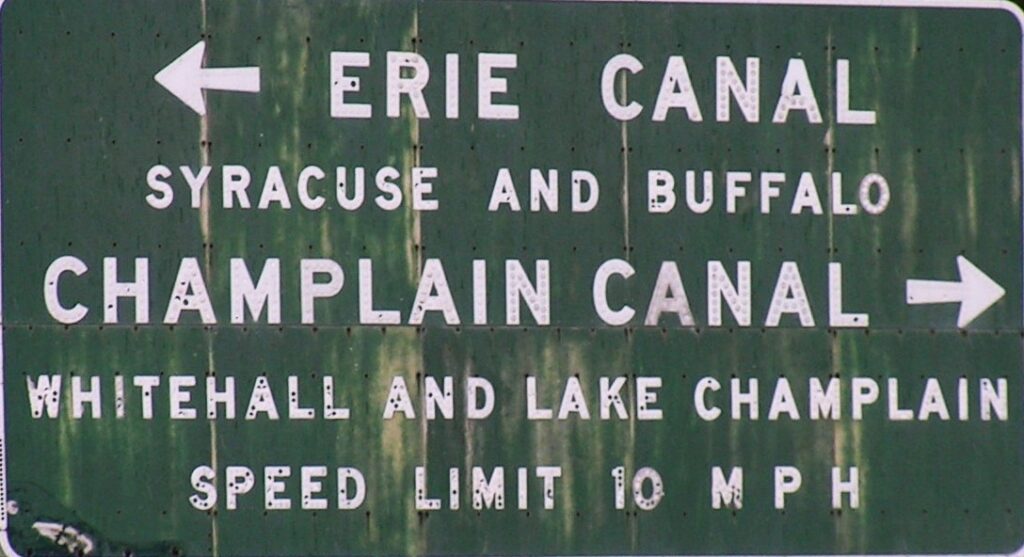 ERIE CANAL
SYRACUSE AND BUFFALO
CHAMPLAIN CANAL
WHITEHALL AND LAKE CHAMPLAIN
SPEED LIMIT 10 MPH